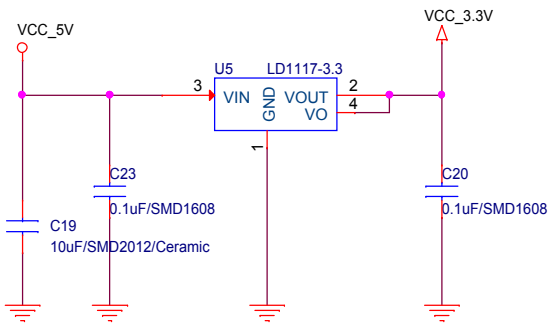 VCC_5V
VCC_3.3V
U5
LD1117-3.3
3
VIN
GND
VOUT
VO
2
4
1
C23
0.1uF/SMD1608
C20
0.1uF/SMD1608
C19
10uF/SMD2012/Ceramic